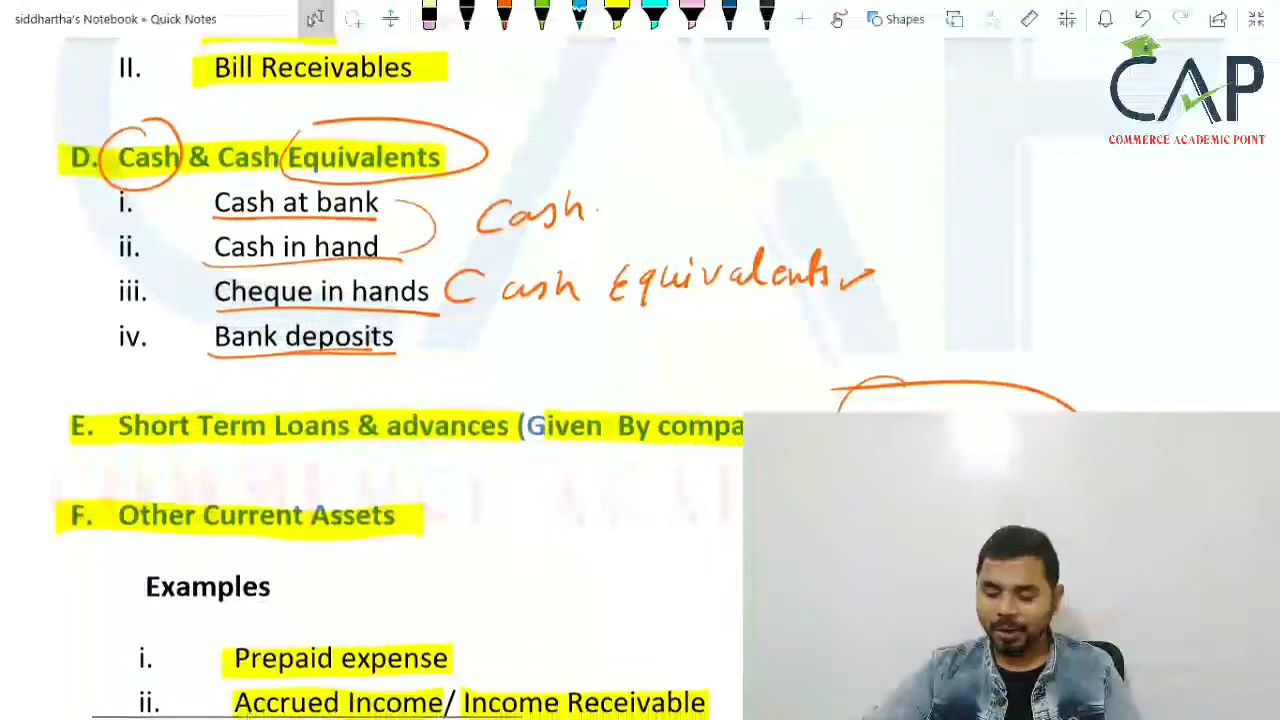 siddhartha's Notebook » Quick Notes
Shapes
II. Bill Receivables
CAP
COMMERCE ACADEMIC POINT
D. Cash & Cash Equivalents
i. Cash at bank
Cash
ii. Cash in hand
iii. Cheque in hands
Cash Equivalents
iv. Bank deposits
E. Short Term Loans & advances (Given By compa
F. Other Current Assets
Examples
i. Prepaid expense
ii. Accrued Income/ Income Receivable